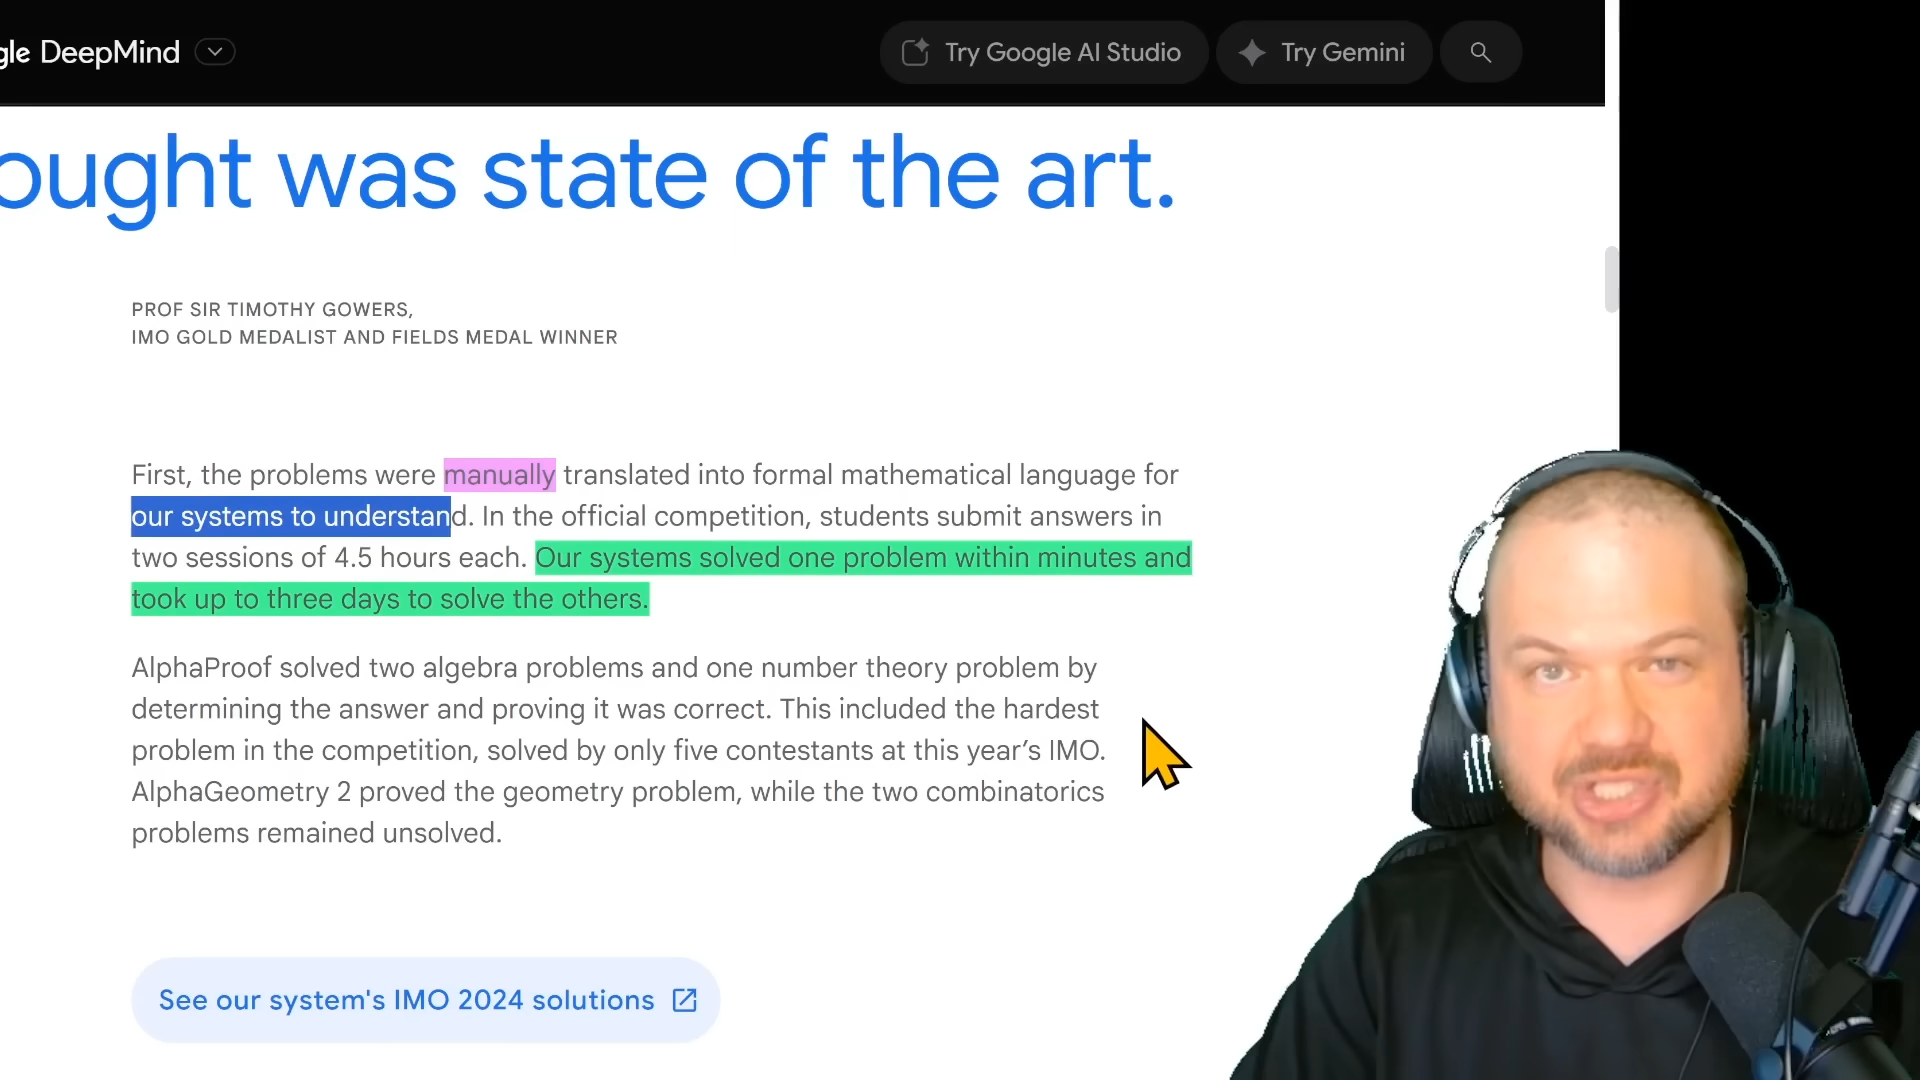 gle DeepMind
Try Google AI Studio
Try Gemini
ought was state of the art.
PROF SIR TIMOTHY GOWERS,
IMO GOLD MEDALIST AND FIELDS MEDAL WINNER
First, the problems were manually translated into formal mathematical language for
our systems to understand. In the official competition, students submit answers in
two sessions of 4.5 hours each. Our systems solved one problem within minutes and
took up to three days to solve the others.
AlphaProof solved two algebra problems and one number theory problem by
determining the answer and proving it was correct. This included the hardest
problem in the competition, solved by only five contestants at this year’s IMO.
AlphaGeometry 2 proved the geometry problem, while the two combinatorics
problems remained unsolved.
See our system's IMO 2024 solutions